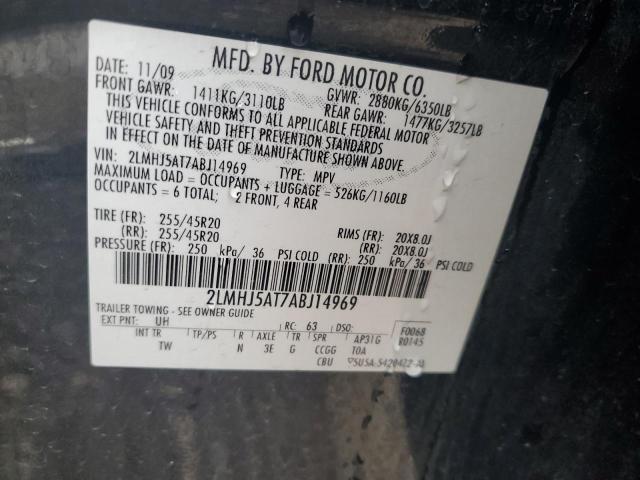 MFD. BY FORD MOTOR CO.
DATE: 11/09 GVWR: 2880KG/6350LB
FRONT GAWR: 1411KG/3110LB REAR GAWR: 1477KG/3257LB
THIS VEHICLE CONFORMS TO ALL APPLICABLE FEDERAL MOTOR
VEHICLE SAFETY AND THEFT PREVENTION STANDARDS
IN EFFECT ON THE DATE OF MANUFACTURE SHOWN ABOVE.
VIN: 2LMHJ5AT7ABJ14969 TYPE: MPV
MAXIMUM LOAD = OCCUPANTS + LUGGAGE = 526KG/1160LB
OCCUPANTS = 6 TOTAL; 2 FRONT, 4 REAR
TIRE (FR): 255/45R20 RIMS (FR): 20X8.0J
(RR): 255/45R20 (RR): 20X8.0J
PRESSURE (FR): 250 kPa/ 36 PSI COLD (RR): 250 kPa/ 36 PSI COLD
2LMHJ5AT7ABJ14969
TRAILER TOWING - SEE OWNER GUIDE
EXT PNT: UH RC: 63 DSO: F0068
INT TR TP/PS R AXLE TR SPR AP31G R0145
TW N 3E G CCGG TOA
CBU